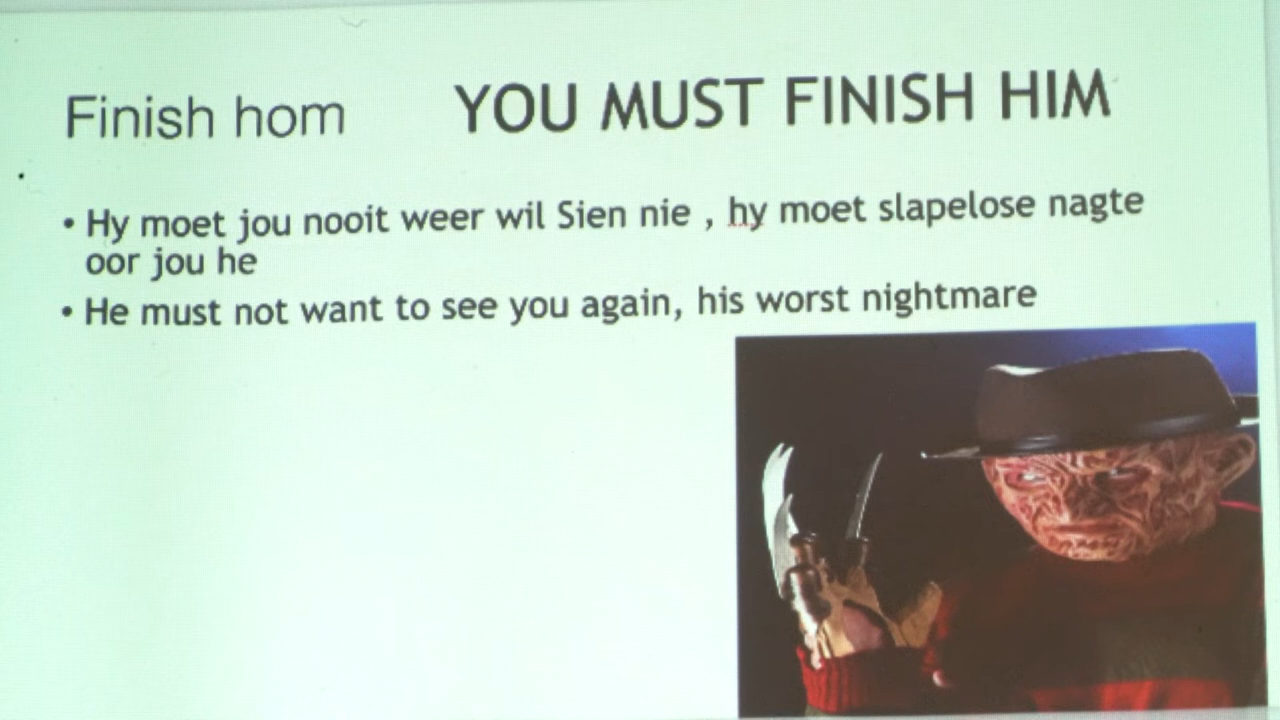 Finish hom YOU MUST FINISH HIM
• Hy moet jou nooit weer wil Sien nie , hy moet slapelose nagte
oor jou he
• He must not want to see you again, his worst nightmare